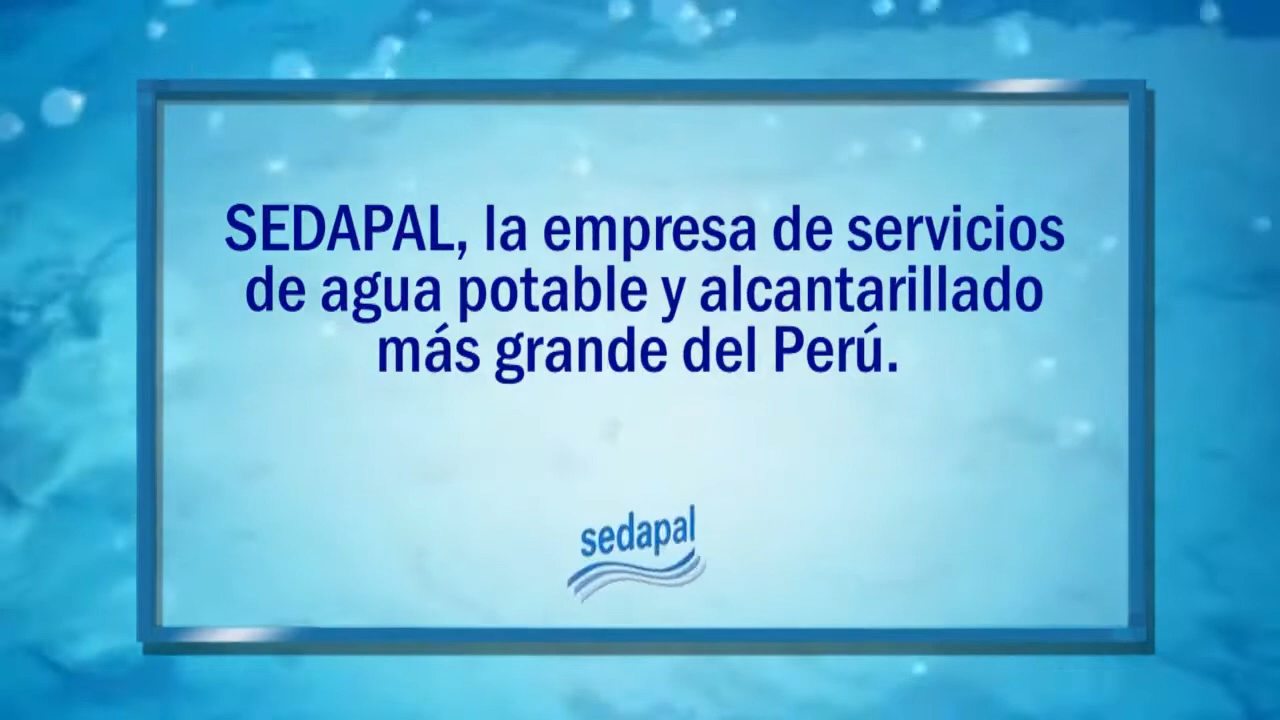 SEDAPAL, la empresa de servicios
de agua potable y alcantarillado
más grande del Perú.
sedapal